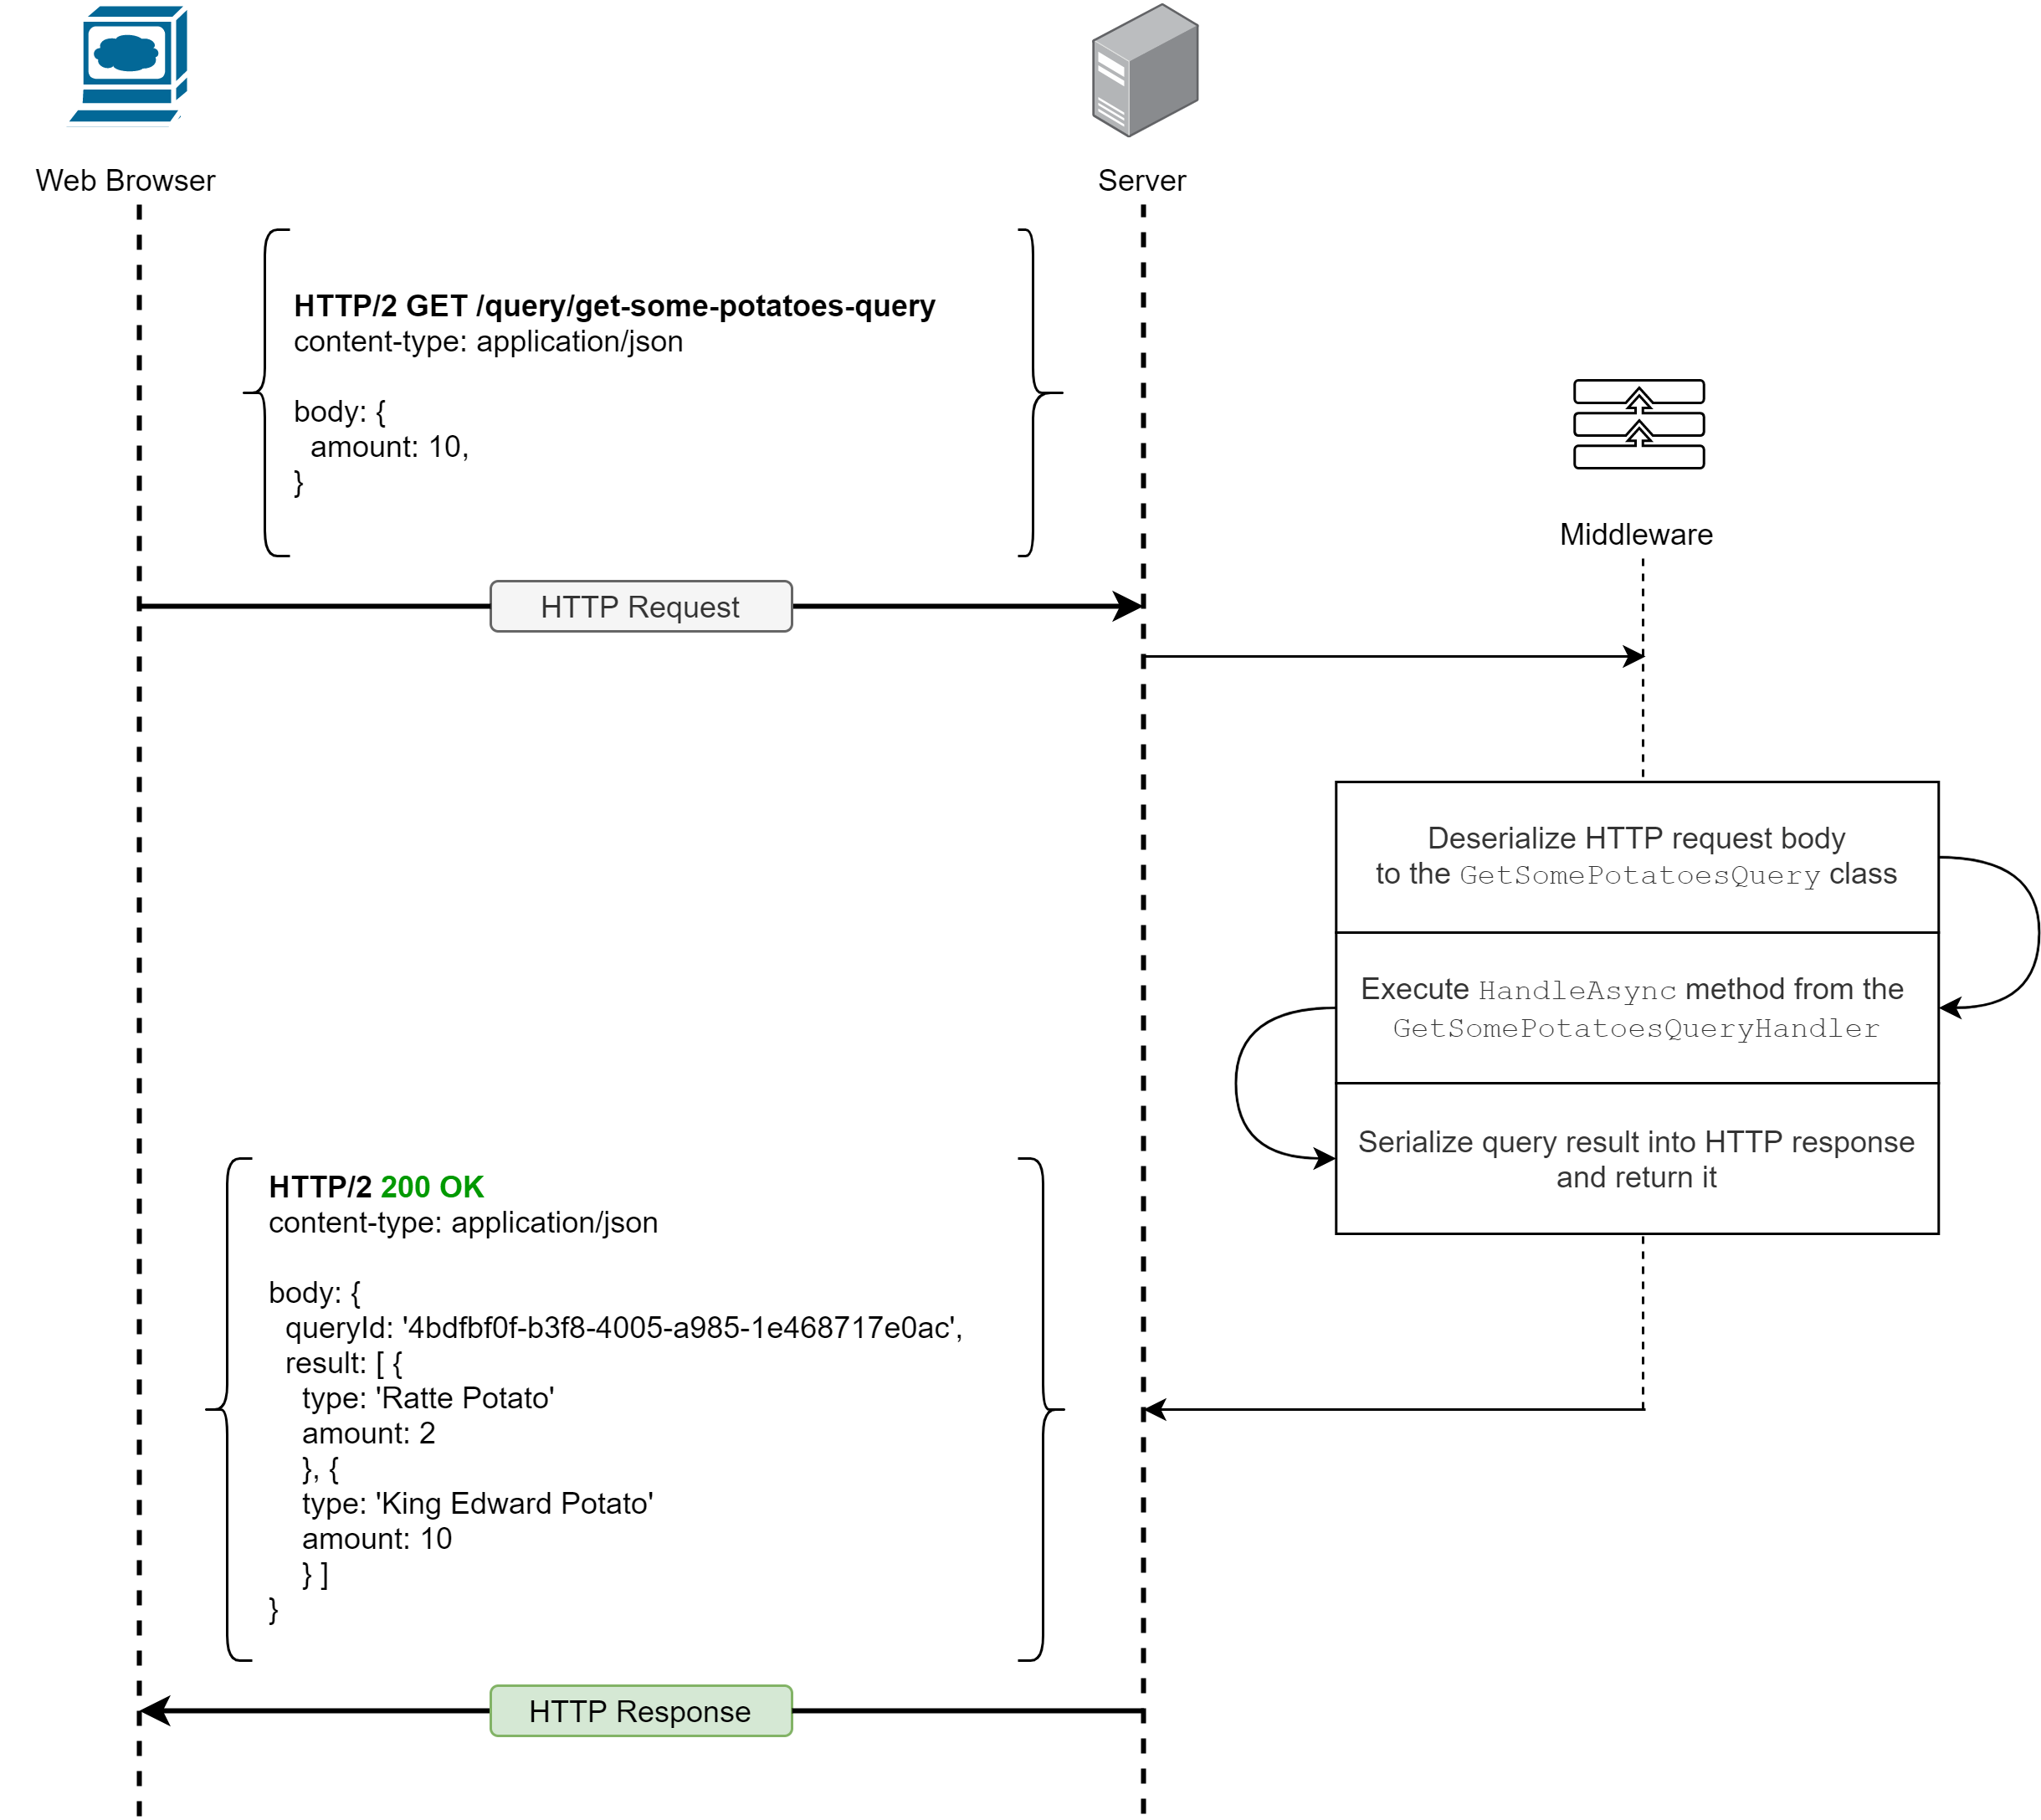 Web Browser
Server
HTTP/2 GET /query/get-some-potatoes-query
content-type: application/json
body: {
amount: 10,
}
Middleware
HTTP Request
Deserialize HTTP request body
to the GetSomePotatoesQuery class
Execute HandleAsync method from the
GetSomePotatoesQueryHandler
Serialize query result into HTTP response
and return it
HTTP/2 200 OK
content-type: application/json
body: {
queryId: '4bdfbf0f-b3f8-4005-a985-1e468717e0ac',
result: [ {
type: 'Ratte Potato'
amount: 2
}, {
type: 'King Edward Potato'
amount: 10
} ]
}
HTTP Response